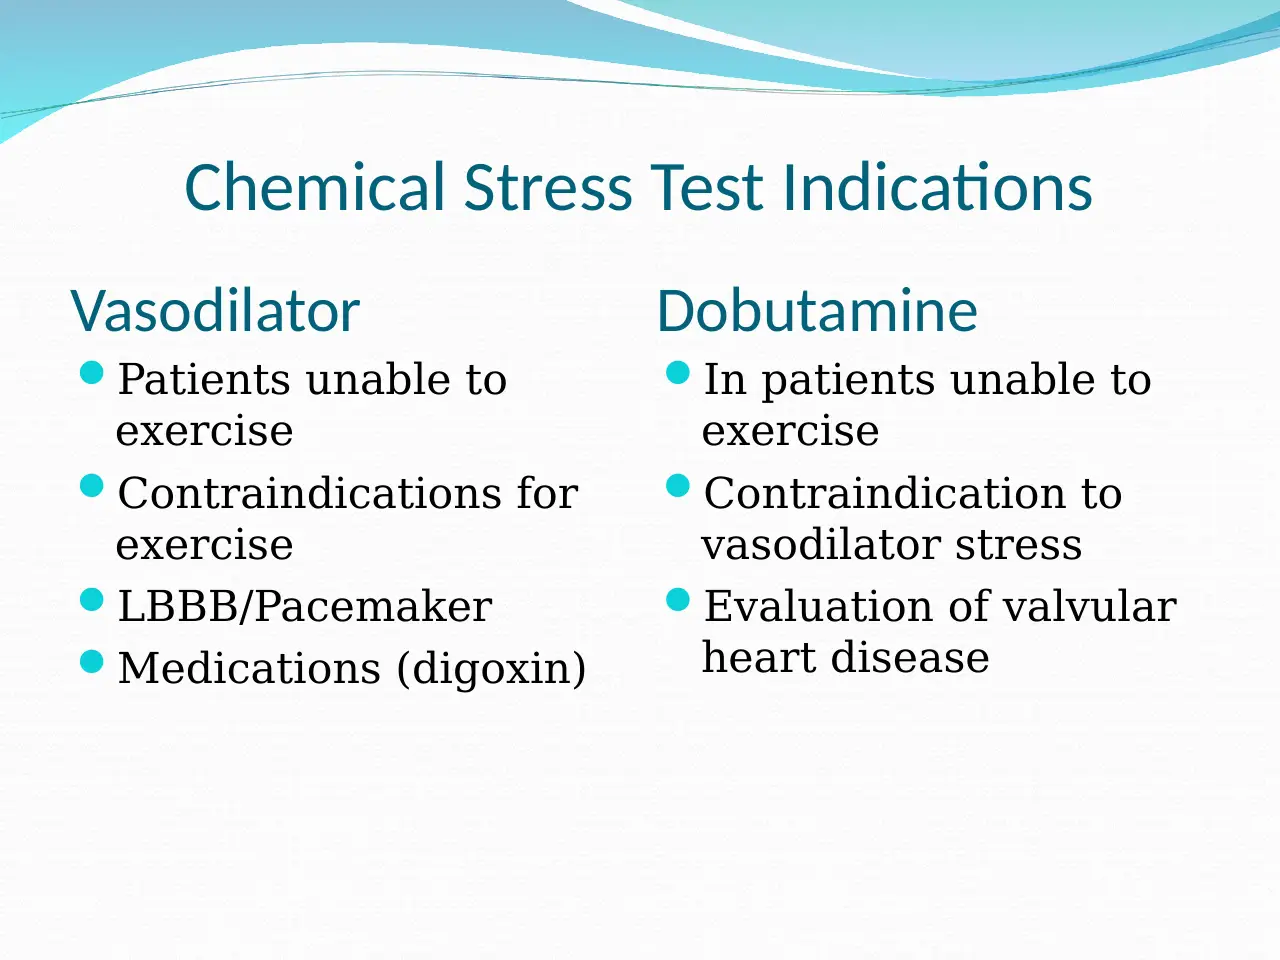 Chemical Stress Test Indications
Vasodilator
Patients unable to
exercise
Contraindications for
exercise
LBBB/Pacemaker
Medications (digoxin)
Dobutamine
In patients unable to
exercise
Contraindication to
vasodilator stress
Evaluation of valvular
heart disease